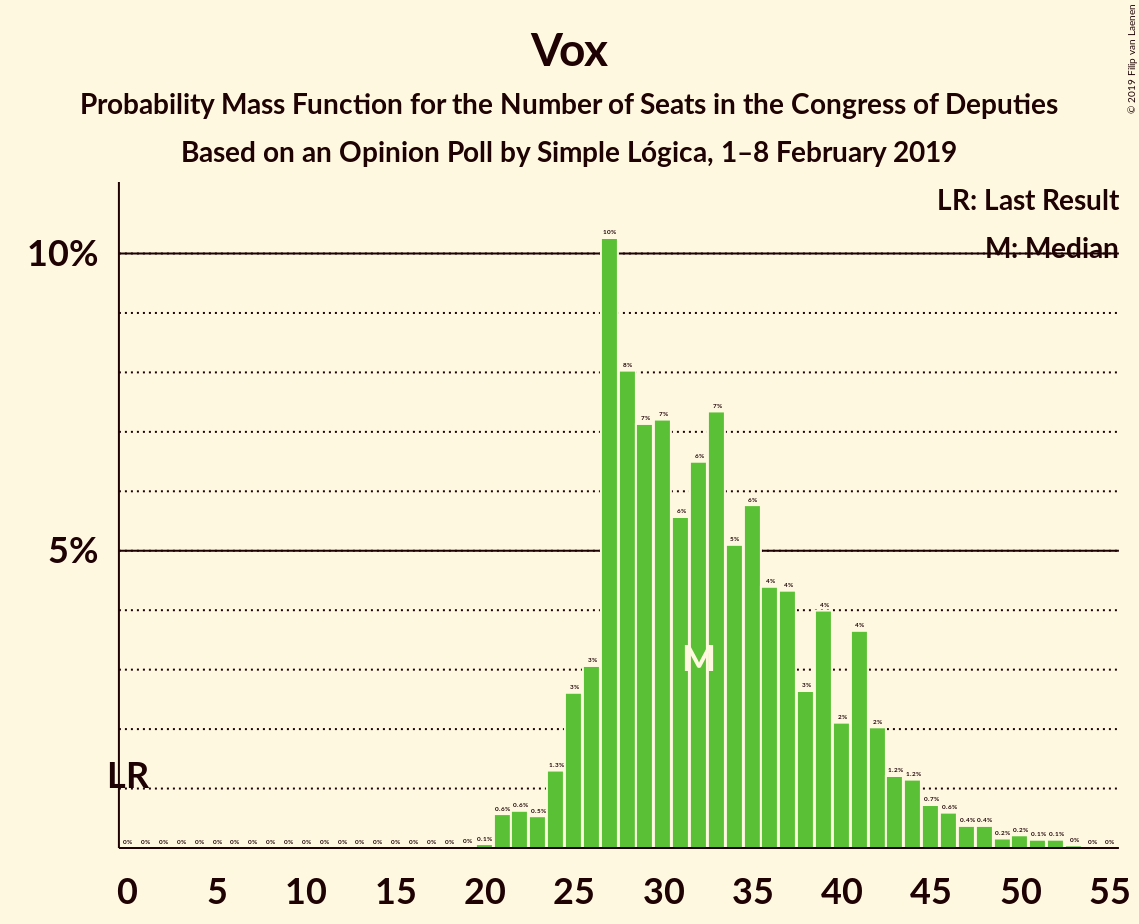 Vox
Probability Mass Function for the Number of Seats in the Congress of Deputies
Based on an Opinion Poll by Simple Lógica, 1–8 February 2019
© 2019 Filip van Laenen
LR: Last Result
M: Median
10%
5%
LR
M
0% 0% 0% 0% 0% 0% 0% 0% 0% 0% 0% 0% 0% 0% 0% 0% 0% 0% 0% 0% 0.1% 0.6% 0.6% 0.5% 1.3% 3% 3% 10% 8% 7% 7% 6% 6% 7% 5% 6% 4% 4% 3% 4% 2% 4% 2% 1.2% 1.2% 0.7% 0.6% 0.4% 0.4% 0.2% 0.2% 0.1% 0.1% 0% 0% 0%
0 5 10 15 20 25 30 35 40 45 50 55